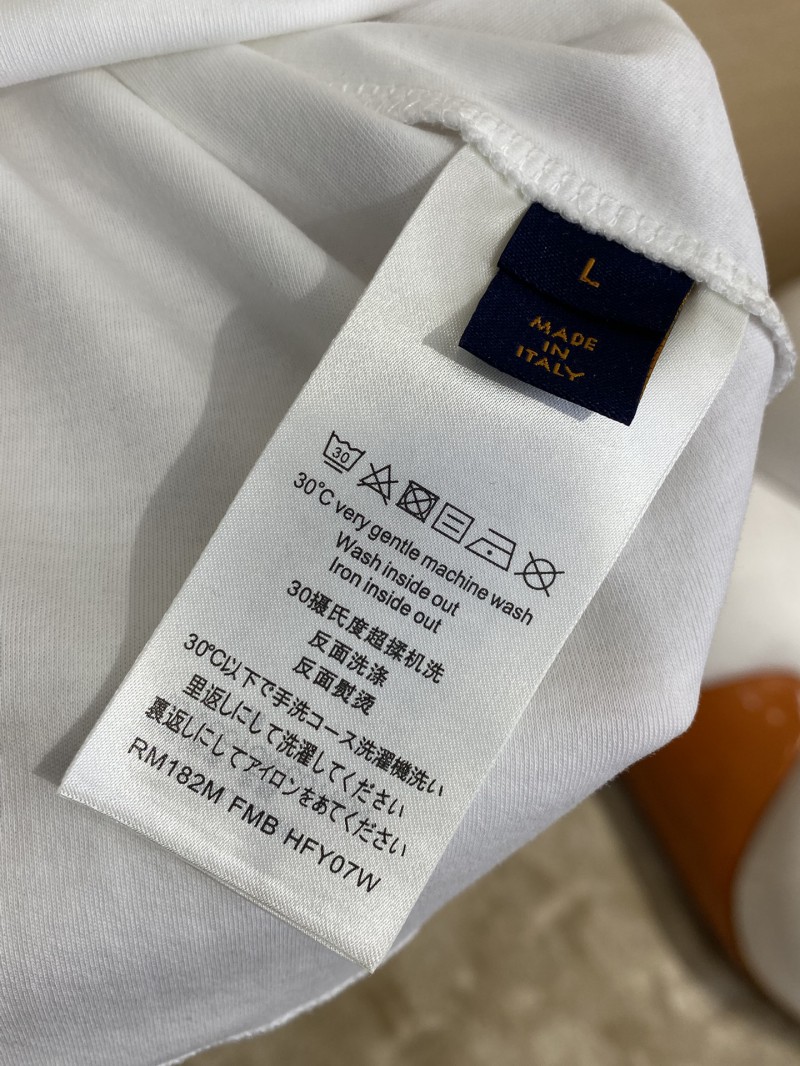 L
MADE
IN
ITALY
30
30°C very gentle machine wash
Wash inside out
Iron inside out
30摄氏度超揉机洗
反面洗涤
反面熨烫
30℃以下で手洗コース洗濯機洗い
里返しにして洗濯してください
裏返しにしてアイロンをあてください
RM182M FMB HFY07W